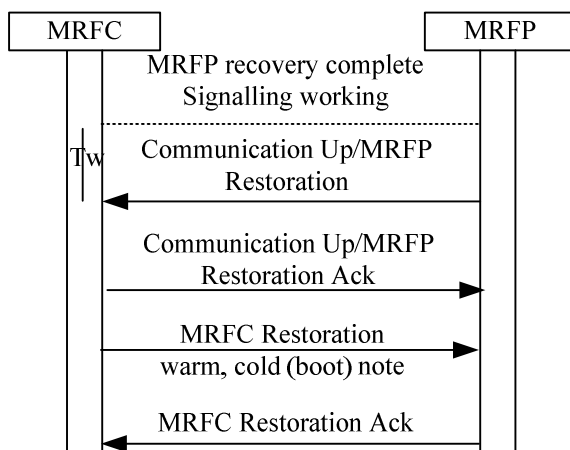 MRFC
MRFP
MRFP recovery complete
Signalling working
Tw
Communication Up/MRFP
Restoration
Communication Up/MRFP
Restoration Ack
MRFC Restoration
warm, cold (boot) note
MRFC Restoration Ack